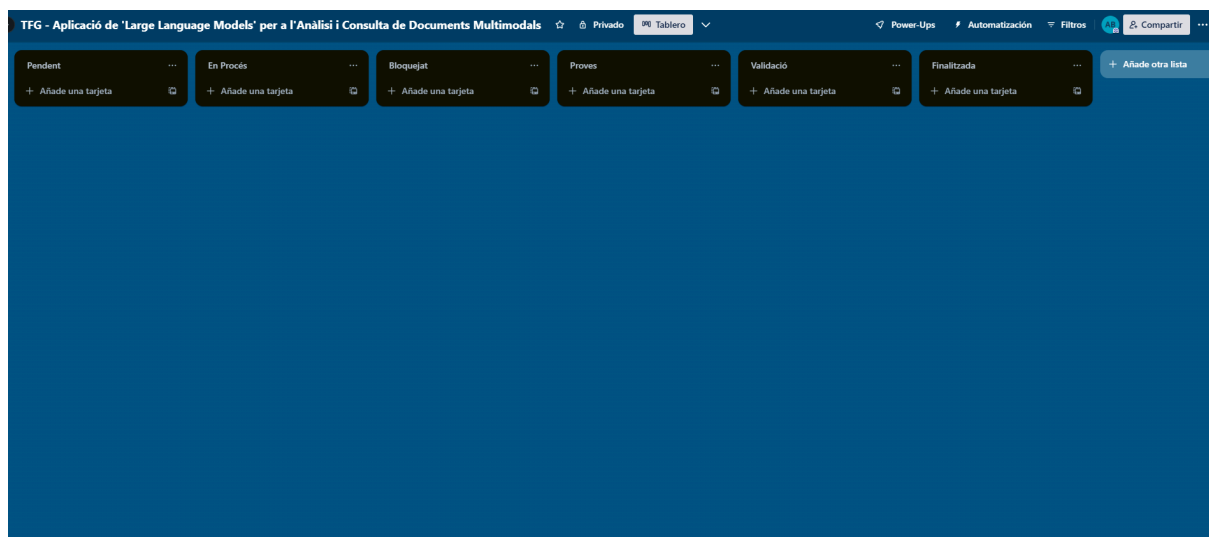 TFG - Aplicació de 'Large Language Models' per a l'Anàlisi i Consulta de Documents Multimodals Privado Tablero Power-Ups Automatización Filtros AB Compartir ...
Pendent ... En Procés ... Bloquejat ... Proves ... Validació ... Finalitzada ... + Añade otra lista
+ Añade una tarjeta + Añade una tarjeta + Añade una tarjeta + Añade una tarjeta + Añade una tarjeta + Añade una tarjeta